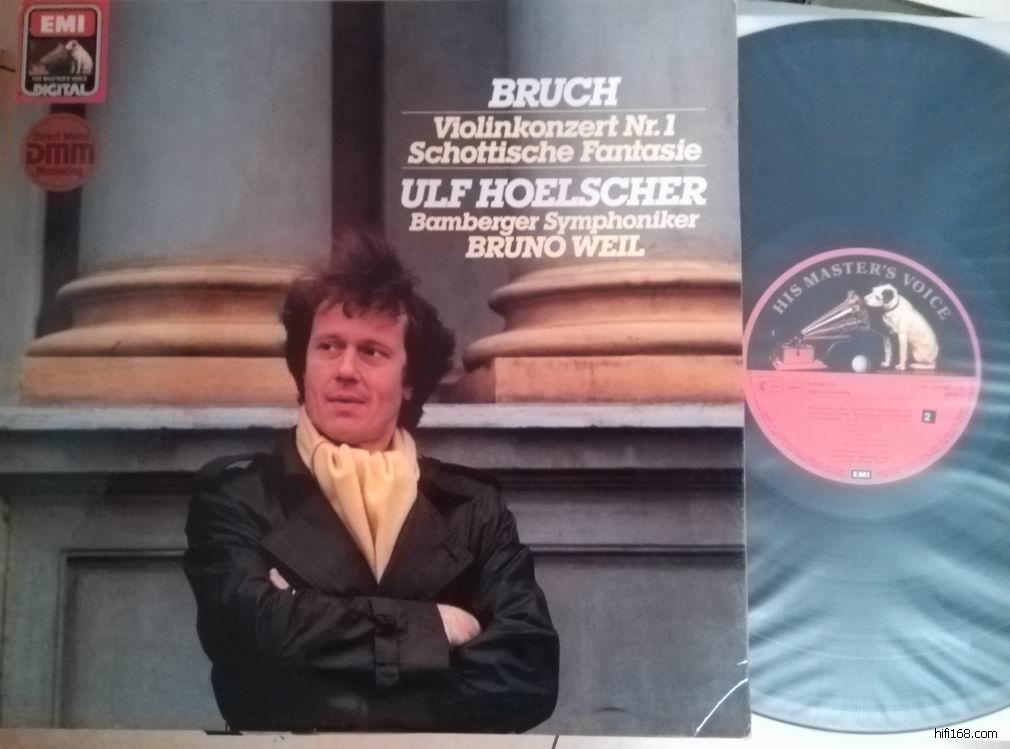 EMI
HIS MASTER'S VOICE
DIGITAL
Direct Metal
DMM
Mastering
BRUCH
Violinkonzert Nr. 1
Schottische Fantasie
ULF HOELSCHER
Bamberger Symphoniker
BRUNO WEIL
HIS MASTER'S VOICE
2
EMI
hifi168.com